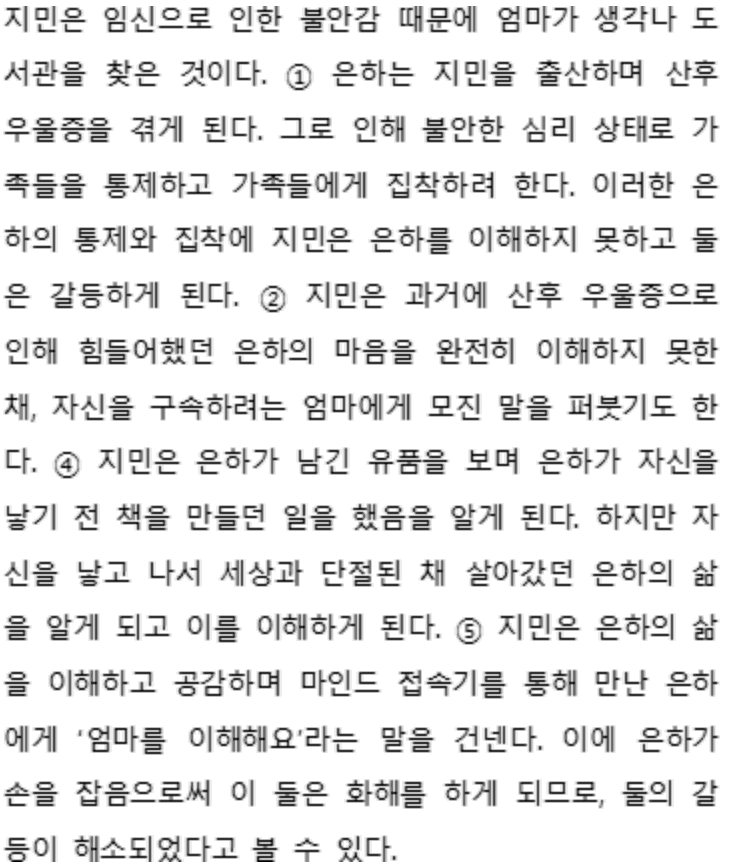 지민은 임신으로 인한 불안감 때문에 엄마가 생각나 도
서관을 찾은 것이다. ① 은하는 지민을 출산하며 산후
우울증을 겪게 된다. 그로 인해 불안한 심리 상태로 가
족들을 통제하고 가족들에게 집착하려 한다. 이러한 은
하의 통제와 집착에 지민은 은하를 이해하지 못하고 둘
은 갈등하게 된다. ② 지민은 과거에 산후 우울증으로
인해 힘들어했던 은하의 마음을 완전히 이해하지 못한
채, 자신을 구속하려는 엄마에게 모진 말을 퍼붓기도 한
다. ④ 지민은 은하가 남긴 유품을 보며 은하가 자신을
낳기 전 책을 만들던 일을 했음을 알게 된다. 하지만 자
신을 낳고 나서 세상과 단절된 채 살아갔던 은하의 삶
을 알게 되고 이를 이해하게 된다. ⑤ 지민은 은하의 삶
을 이해하고 공감하며 마인드 접속기를 통해 만난 은하
에게 '엄마를 이해해요'라는 말을 건넨다. 이에 은하가
손을 잡음으로써 이 둘은 화해를 하게 되므로, 둘의 갈
등이 해소되었다고 볼 수 있다.